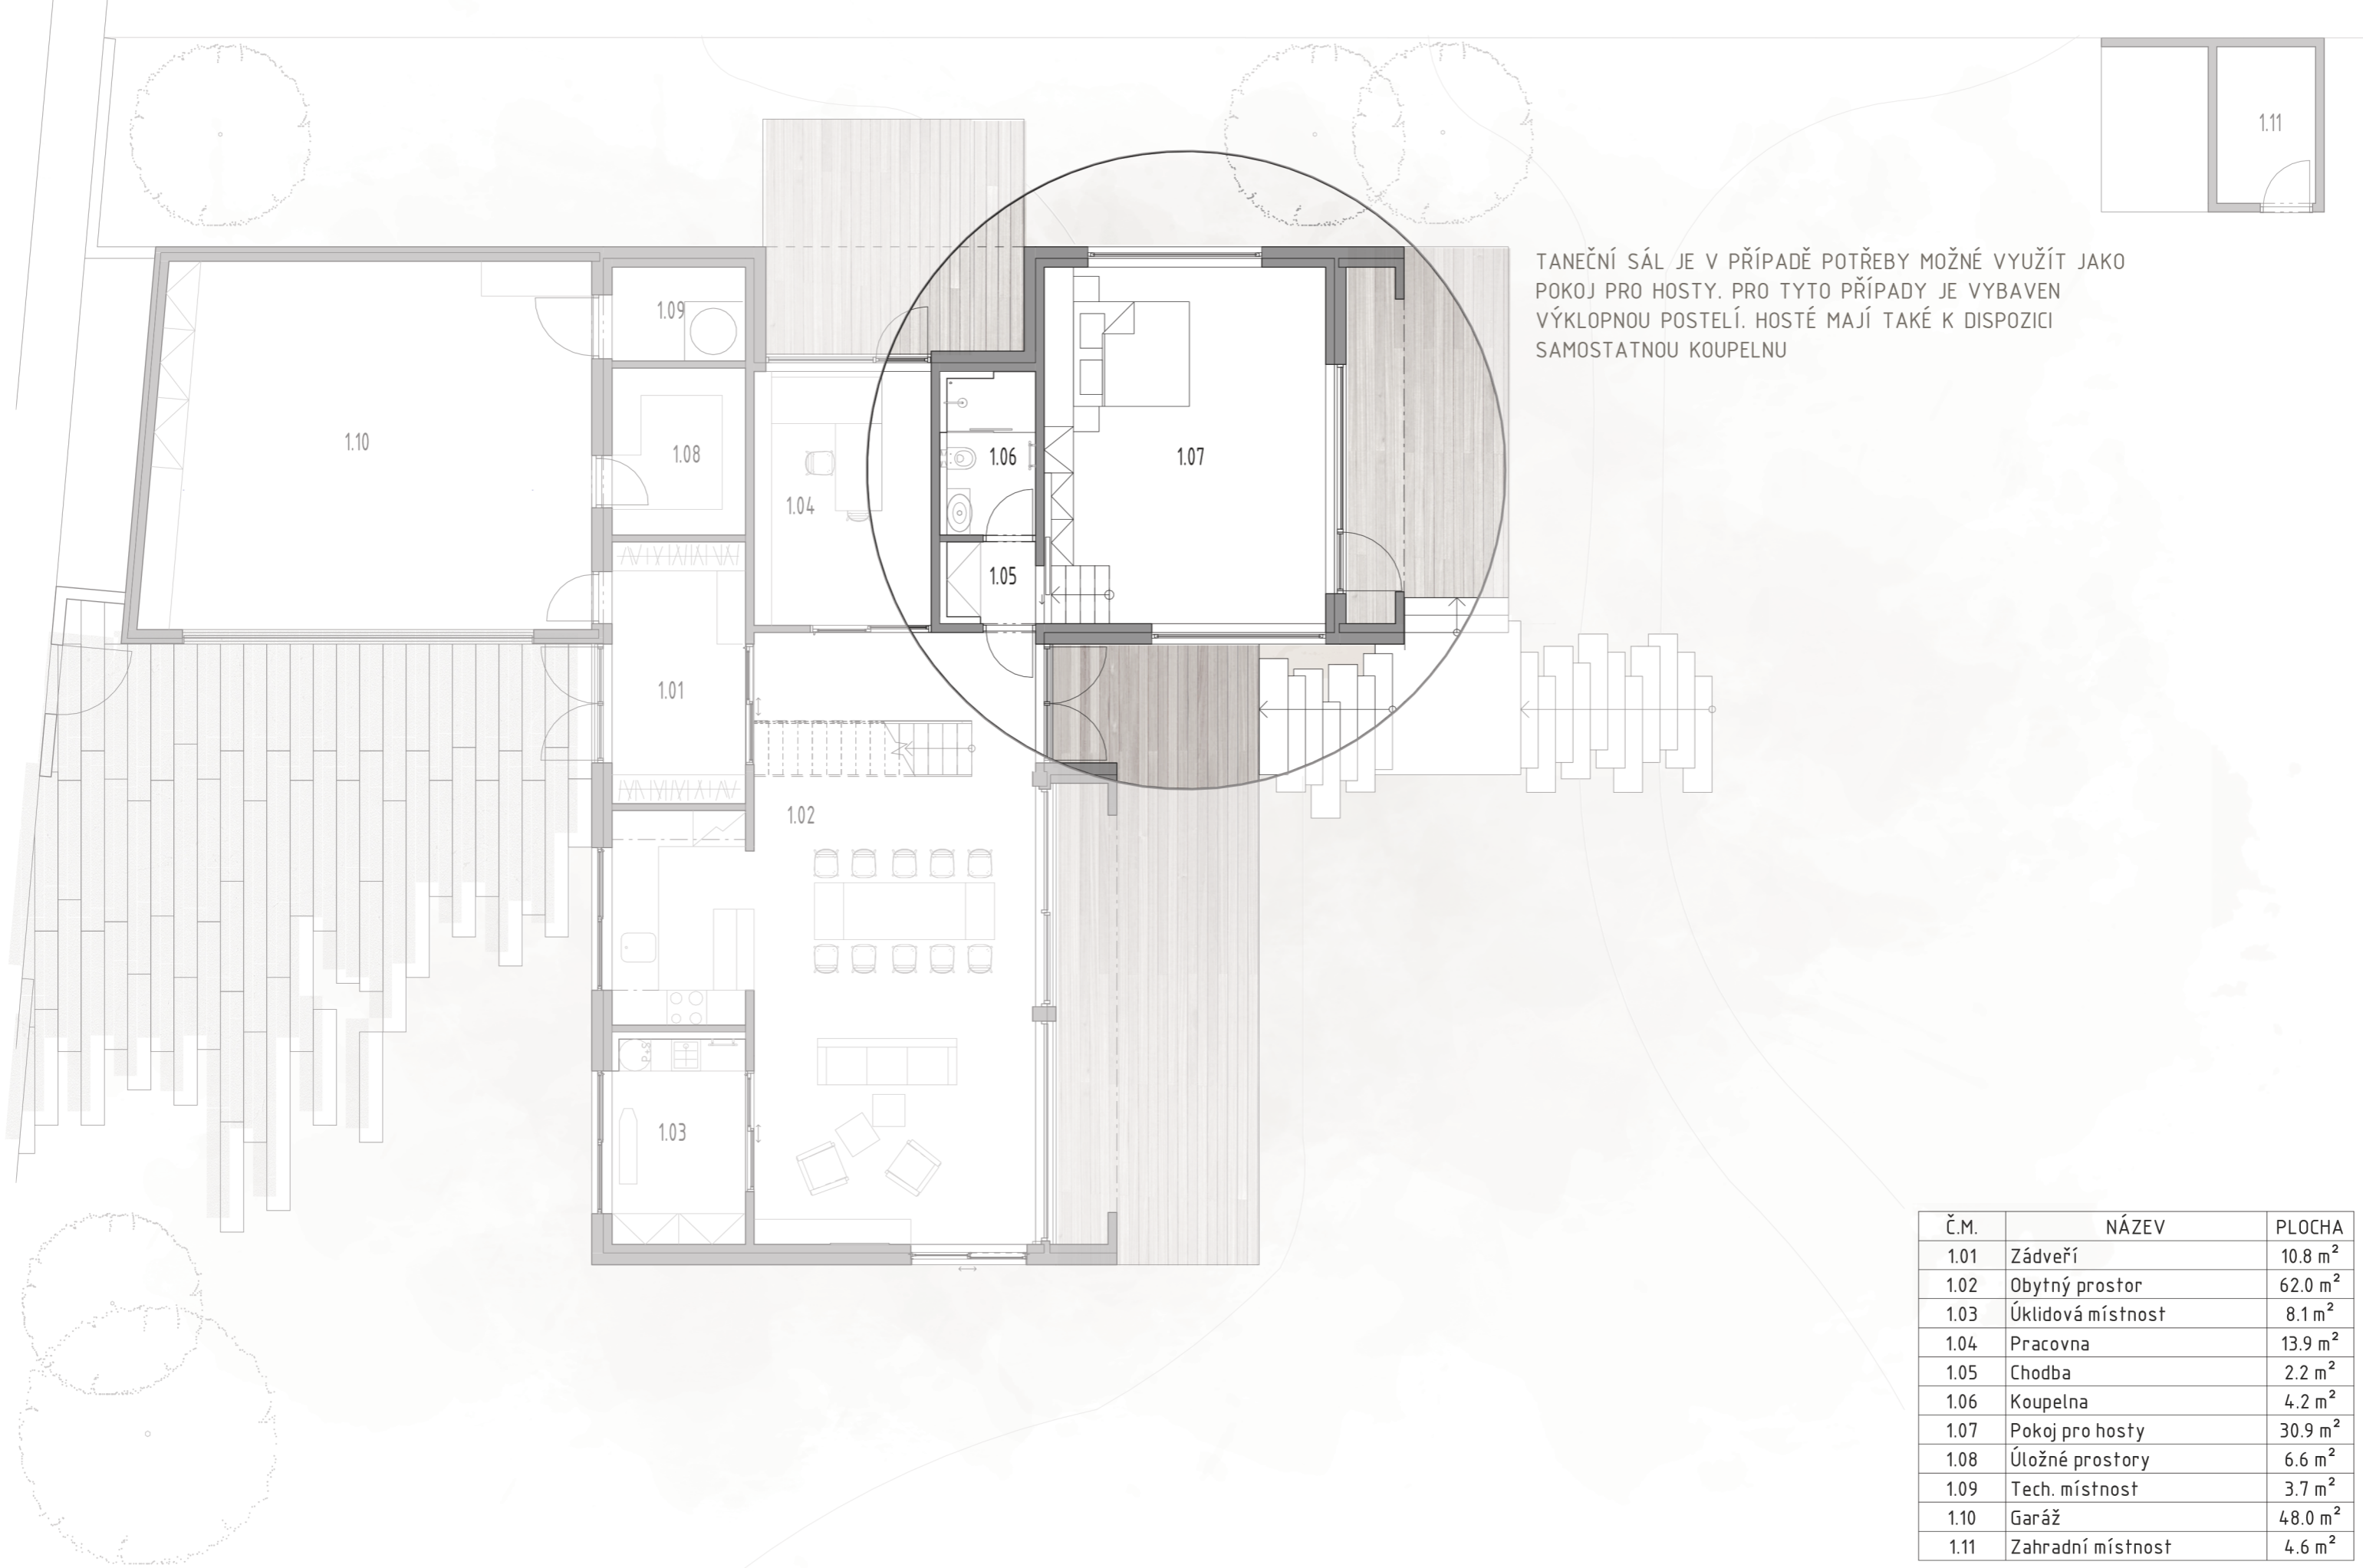 1.11
TANEČNÍ SÁL JE V PŘÍPADĚ POTŘEBY MOŽNÉ VYUŽÍT JAKO
POKOJ PRO HOSTY. PRO TYTO PŘÍPADY JE VYBAVEN
VÝKLOPNOU POSTELÍ. HOSTÉ MAJÍ TAKÉ K DISPOZICI
SAMOSTATNOU KOUPELNU
1.09
1.10
1.08
1.06
1.07
1.04
1.05
1.01
1.02
1.03
Č.M. NÁZEV PLOCHA
1.01 Zádveří 10.8 m²
1.02 Obytný prostor 62.0 m²
1.03 Úklidová místnost 8.1 m²
1.04 Pracovna 13.9 m²
1.05 Chodba 2.2 m²
1.06 Koupelna 4.2 m²
1.07 Pokoj pro hosty 30.9 m²
1.08 Úložné prostory 6.6 m²
1.09 Tech. místnost 3.7 m²
1.10 Garáž 48.0 m²
1.11 Zahradní místnost 4.6 m²